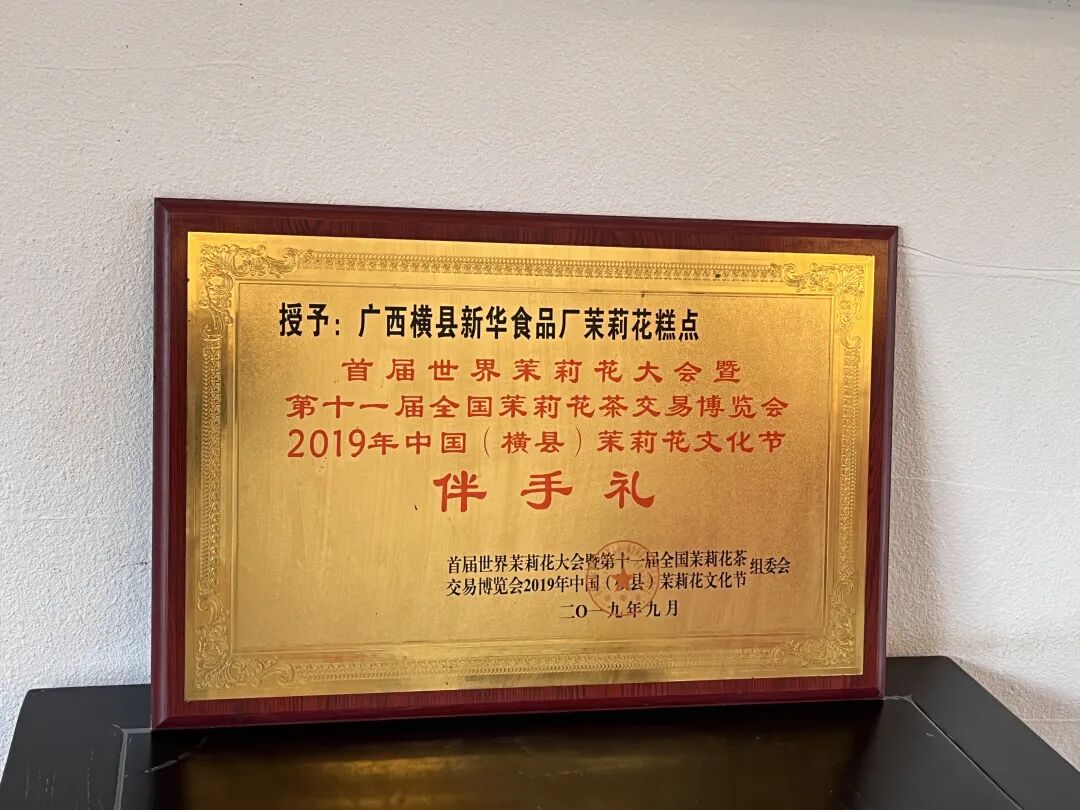 授予：广西横县新华食品厂茉莉花糕点
首届世界茉莉花大会暨
第十一届全国茉莉花茶交易博览会
2019年中国（横县）茉莉花文化节
伴手礼
首届世界茉莉花大会暨第十一届全国茉莉花茶
交易博览会2019年中国（横县）茉莉花文化节
组委会
二〇一九年九月